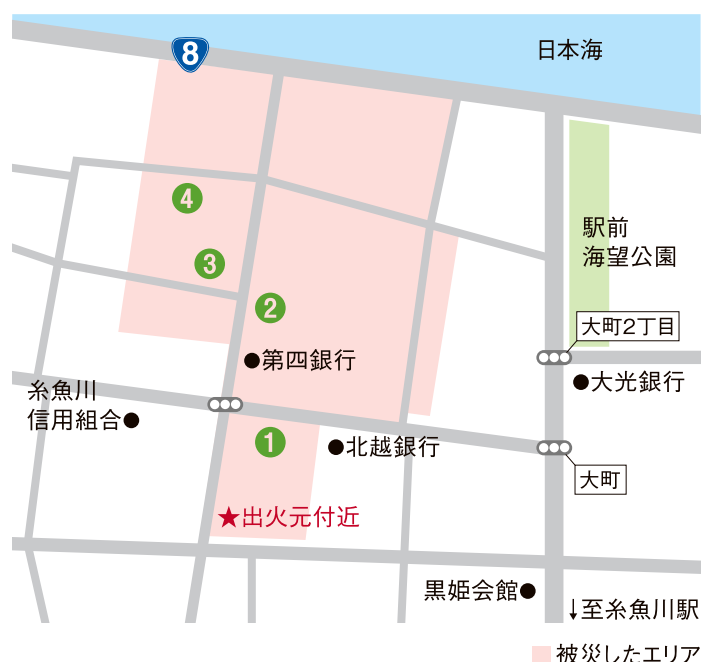 8
日本海
④
駅前
海望公園
③
②
大町2丁目
●第四銀行
●大光銀行
糸魚川
信用組合●
①
●北越銀行
大町
★出火元付近
黒姫会館●
↓至糸魚川駅
被災したエリア